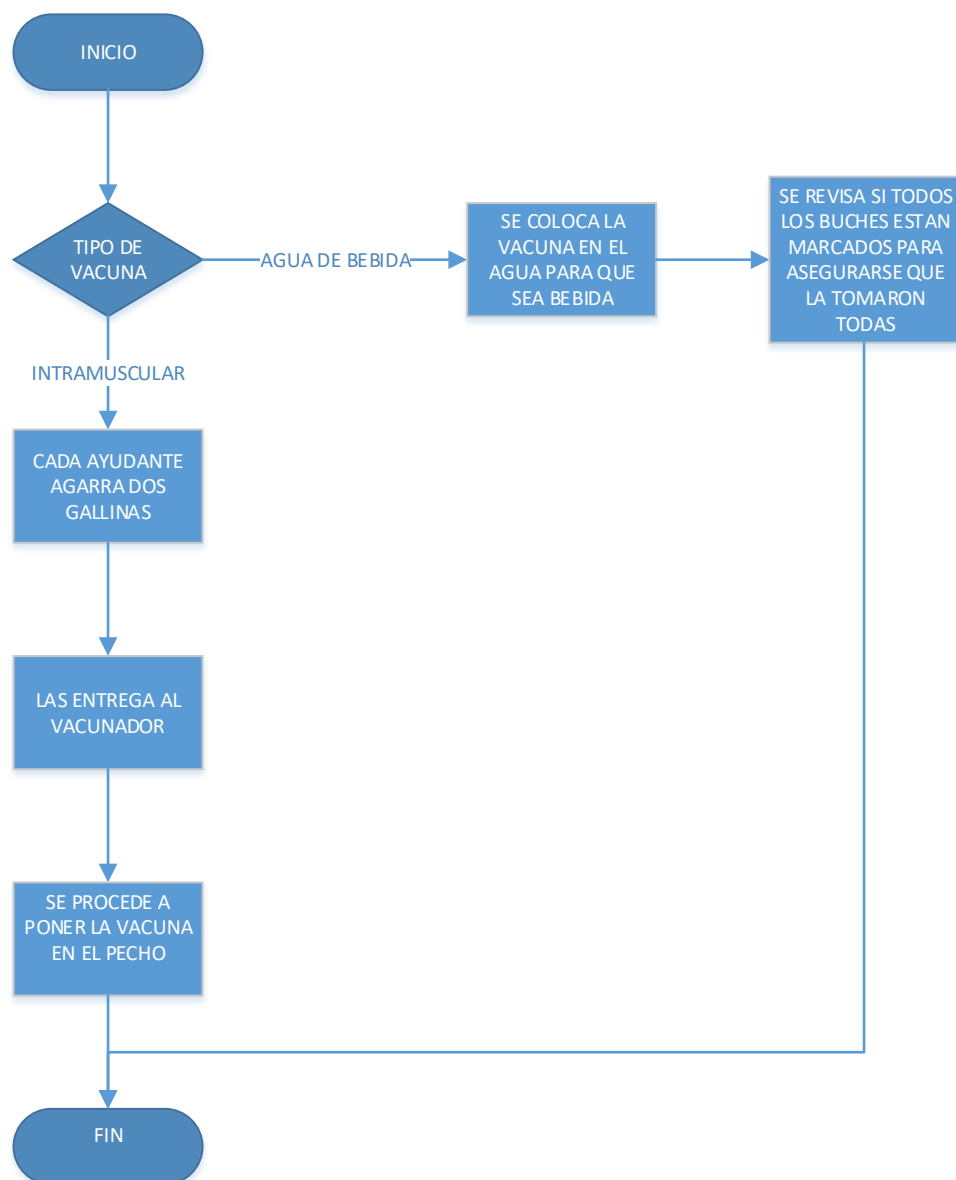 INICIO
TIPO DE
VACUNA
AGUA DE BEBIDA
SE COLOCA LA
VACUNA EN EL
AGUA PARA QUE
SEA BEBIDA
SE REVISA SI TODOS
LOS BUCHES ESTAN
MARCADOS PARA
ASEGURARSE QUE
LA TOMARON
TODAS
INTRAMUSCULAR
CADA AYUDANTE
AGARRA DOS
GALLINAS
LAS ENTREGA AL
VACUNADOR
SE PROCEDE A
PONER LA VACUNA
EN EL PECHO
FIN